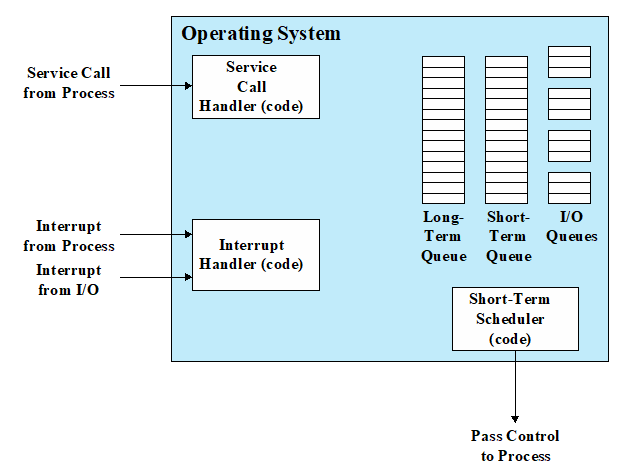 Operating System
Service Call
from Process
Service
Call
Handler (code)
Interrupt
from Process
Interrupt
from I/O
Interrupt
Handler (code)
Long-
Term
Queue
Short-
Term
Queue
I/O
Queues
Short-Term
Scheduler
(code)
Pass Control
to Process